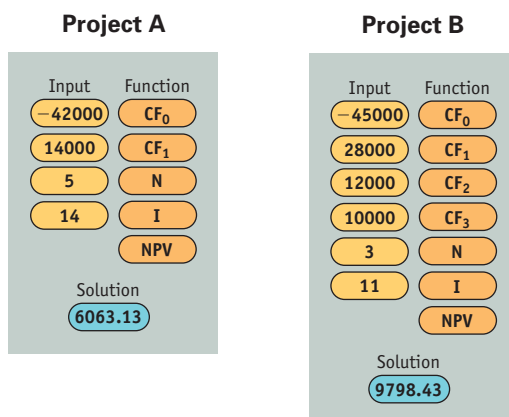 Project A
Input Function
−42000 CF0
14000 CF1
5 N
14 I
NPV
Solution
6063.13
Project B
Input Function
−45000 CF0
28000 CF1
12000 CF2
10000 CF3
3 N
11 I
NPV
Solution
9798.43